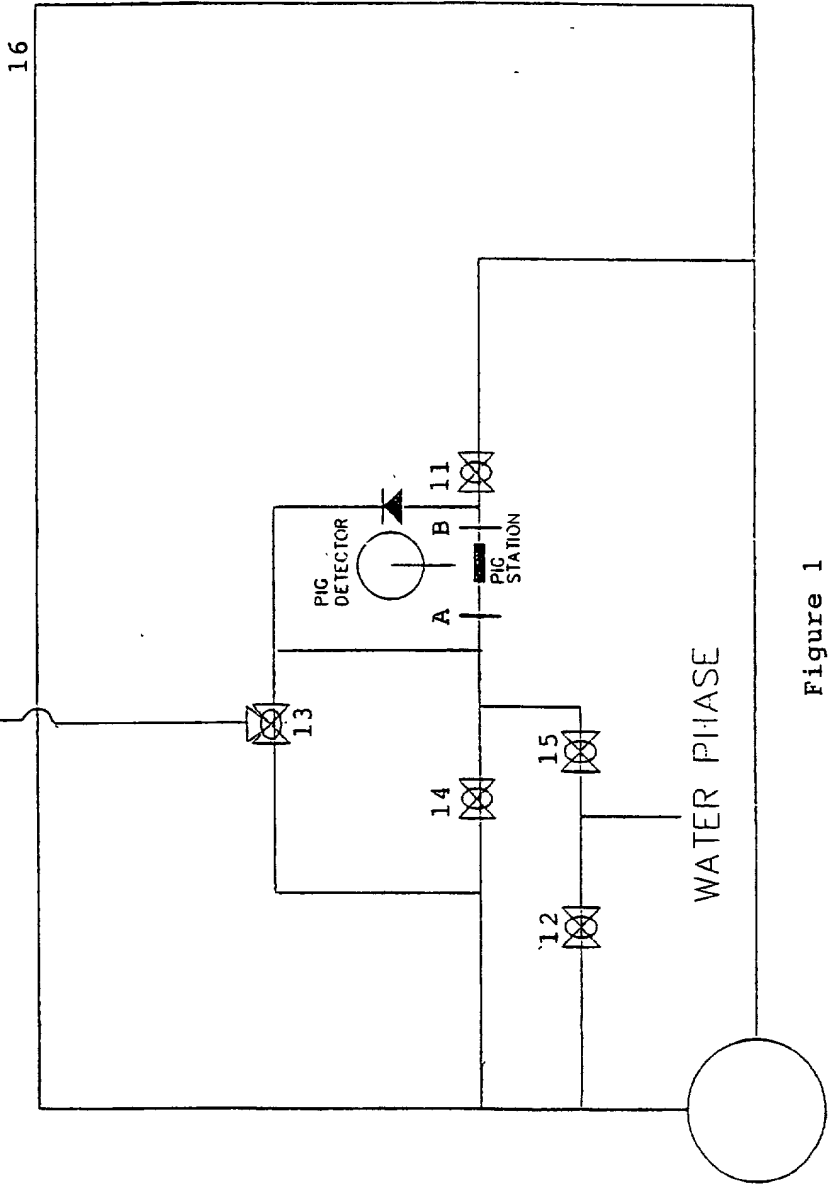 16
PIG
DETECTOR
13
11
B
PIG
STATION
A
14
15
12
WATER PHASE
Figure 1